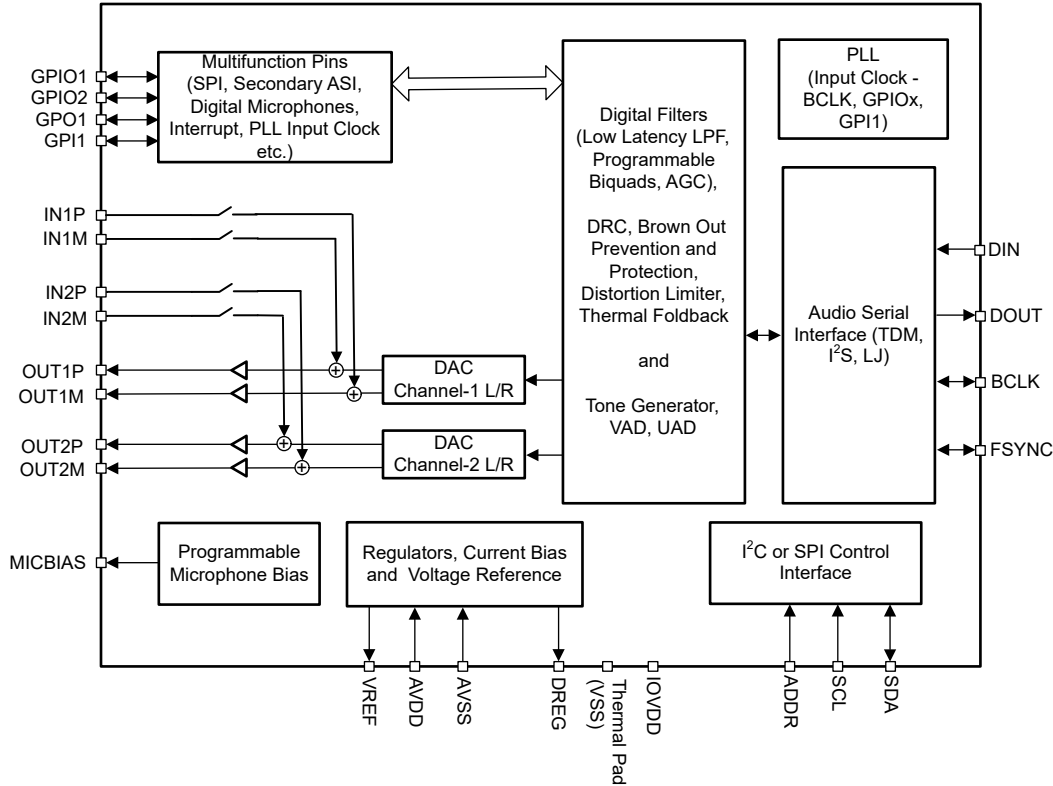 GPIO1
GPIO2
GPO1
GPI1
Multifunction Pins
(SPI, Secondary ASI,
Digital Microphones,
Interrupt, PLL Input Clock
etc.)
Digital Filters
(Low Latency LPF,
Programmable
Biquads, AGC),
DRC, Brown Out
Prevention and
Protection,
Distortion Limiter,
Thermal Foldback
and
Tone Generator,
VAD, UAD
PLL
(Input Clock -
BCLK, GPIOx,
GPI1)
IN1P
IN1M
IN2P
IN2M
OUT1P
OUT1M
OUT2P
OUT2M
DAC
Channel-1 L/R
DAC
Channel-2 L/R
Audio Serial
Interface (TDM,
I²S, LJ)
DIN
DOUT
BCLK
FSYNC
MICBIAS
Programmable
Microphone Bias
Regulators, Current Bias
and Voltage Reference
I²C or SPI Control
Interface
VREF
AVDD
AVSS
DREG
Thermal Pad
(VSS)
IOVDD
ADDR
SCL
SDA